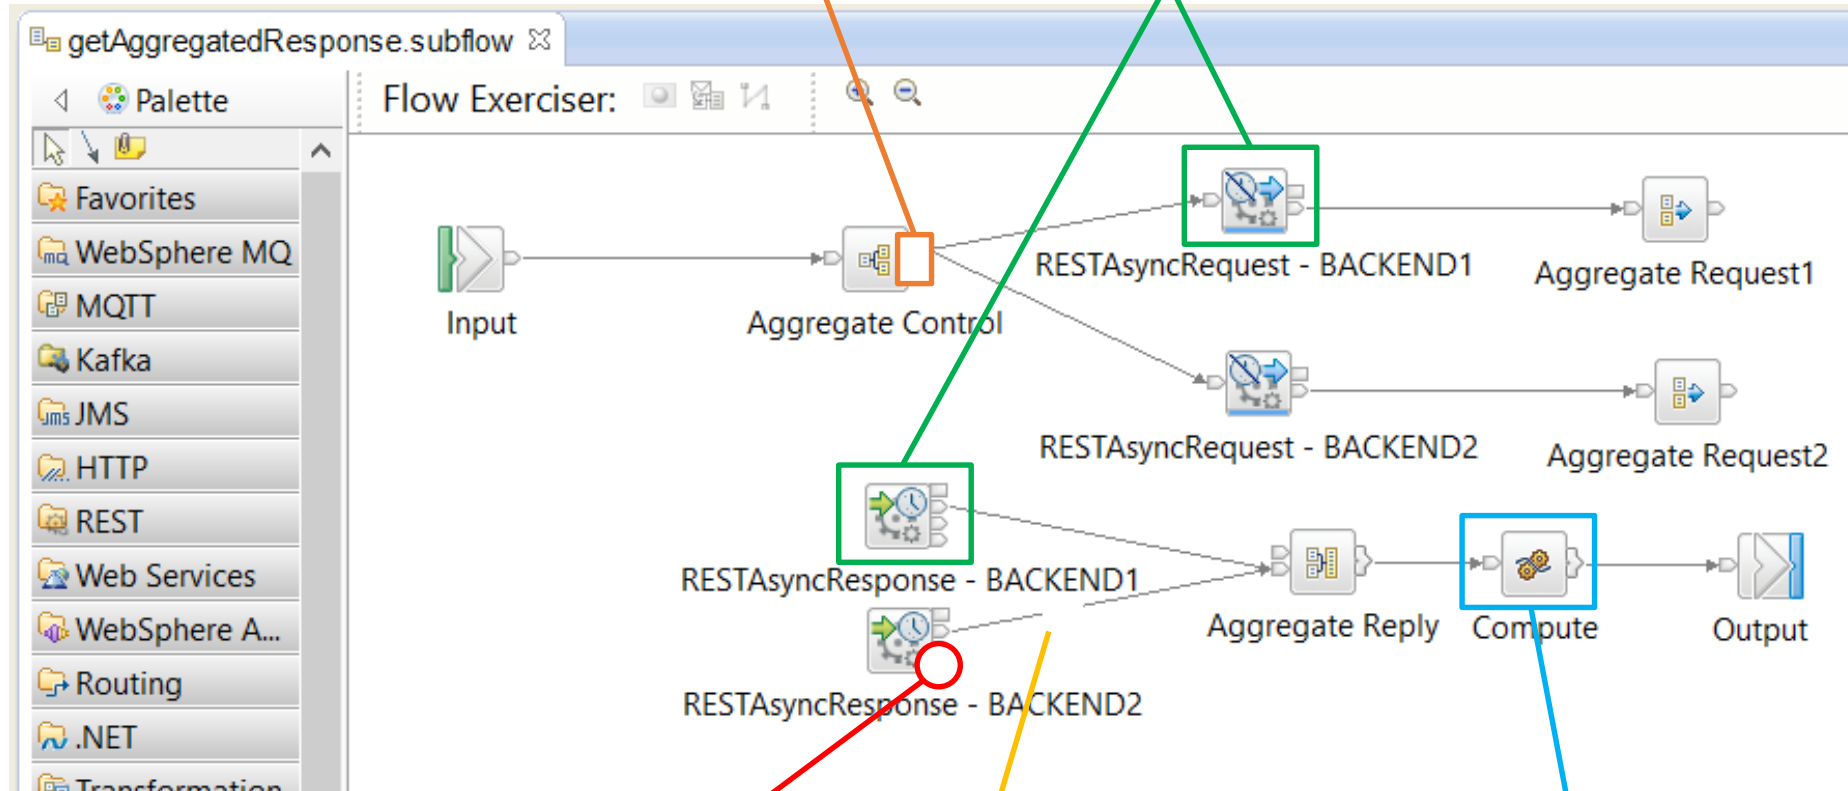 getAggregatedResponse.subflow
Palette
Flow Exerciser:
Favorites
WebSphere MQ
MQTT
Kafka
JMS
HTTP
REST
Web Services
WebSphere A...
Routing
.NET
Transformation
Input
Aggregate Control
RESTAsyncRequest - BACKEND1
Aggregate Request1
RESTAsyncRequest - BACKEND2
Aggregate Request2
RESTAsyncResponse - BACKEND1
Aggregate Reply
Compute
Output
RESTAsyncResponse - BACKEND2